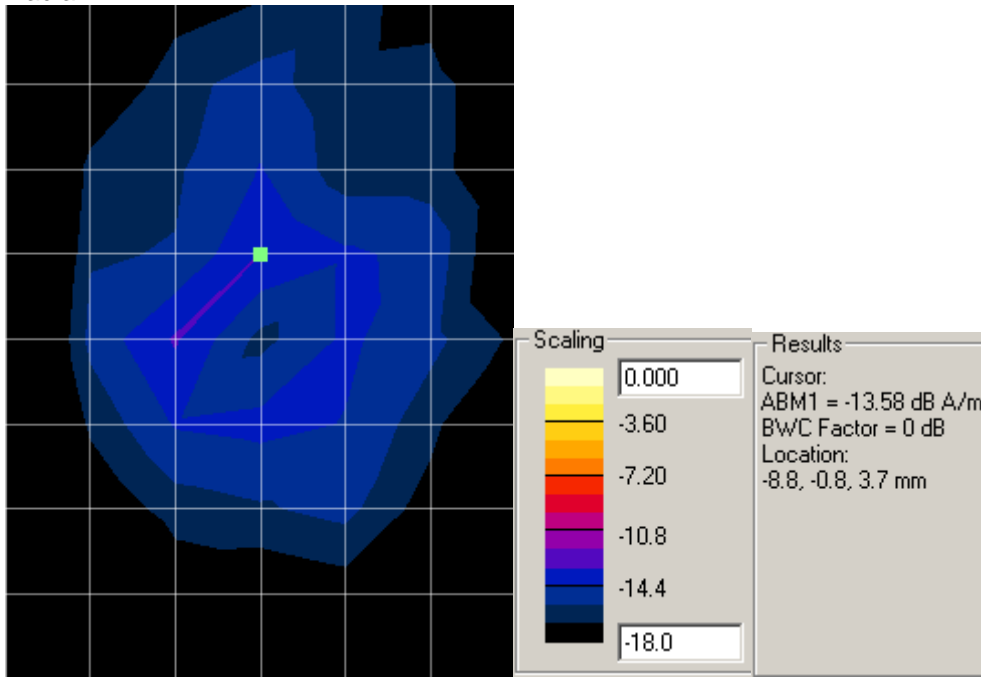 Scaling
0.000
-3.60
-7.20
-10.8
-14.4
-18.0
Results
Cursor:
ABM1 = -13.58 dB A/m
BWC Factor = 0 dB
Location:
-8.8, -0.8, 3.7 mm